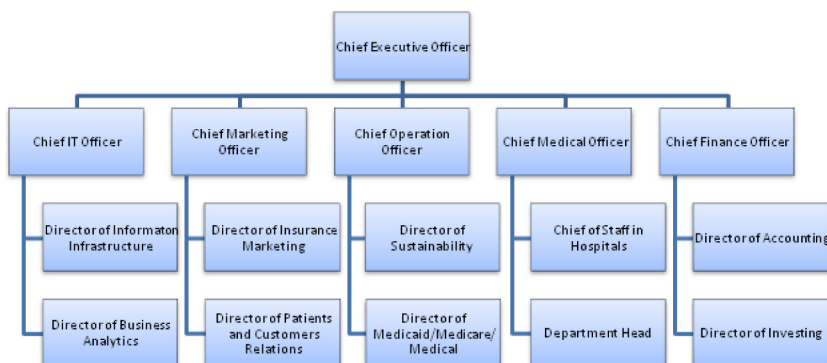 Chief Executive Officer
Chief IT Officer
Chief Marketing
Officer
Chief Operation
Officer
Chief Medical Officer
Chief Finance Officer
Director of Informaton
Infrastructure
Director of Insurance
Marketing
Director of
Sustainability
Chief of Staff in
Hospitals
Director of Accounting
Director of Business
Analytics
Director of Patients
and Customers
Relations
Director of
Medicaid/Medicare/
Medical
Department Head
Director of Investing